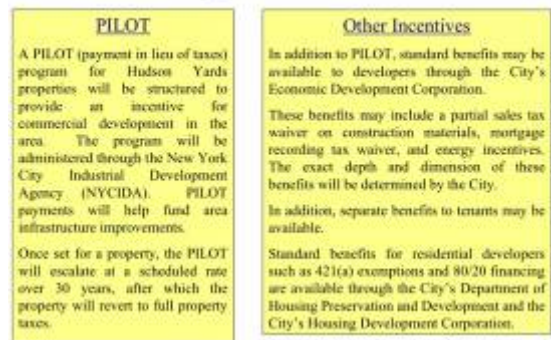 PILOT
A PILOT (payment in lieu of taxes)
program for Hudson Yards
properties will be structured to
provide an incentive for
commercial development in the
area. The program will be
administered through the New York
City Industrial Development
Agency (NYCIDA). PILOT
payments will help fund area
infrastructure improvements.
Once set for a property, the PILOT
will escalate at a scheduled rate
over 30 years, after which the
property will revert to full property
taxes.
Other Incentives
In addition to PILOT, standard benefits may be
available to developers through the City's
Economic Development Corporation.
These benefits may include a partial sales tax
waiver on construction materials, mortgage
recording tax waiver, and energy incentives.
The exact depth and dimension of these
benefits will be determined by the City.
In addition, separate benefits to tenants may be
available.
Standard benefits for residential developers
such as 421(a) exemptions and 80/20 financing
are available through the City's Department of
Housing Preservation and Development and the
City's Housing Development Corporation.